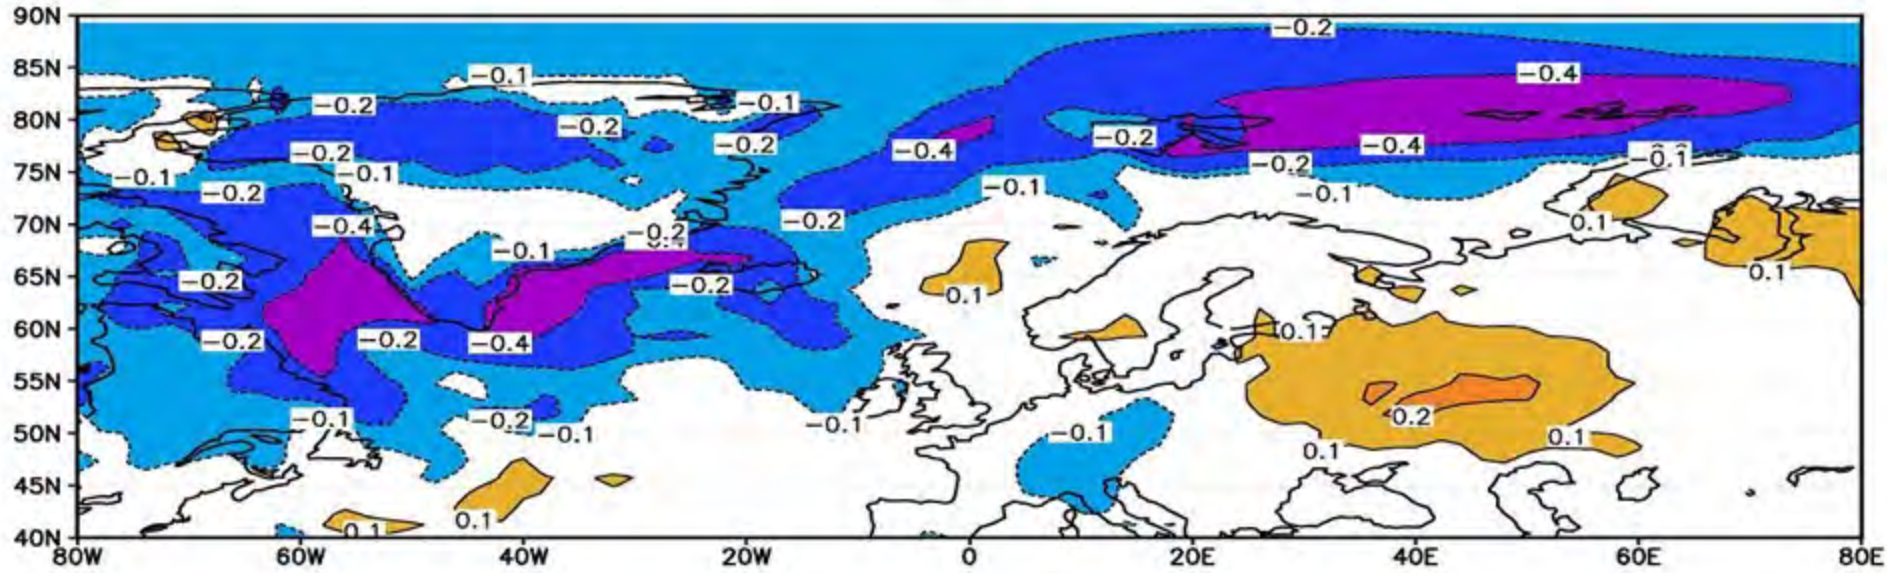 90N
−0.2
85N
−0.1 −0.4
−0.2 −0.1
80N −0.2 −0.2
−0.2 −0.4 −0.4
−0.2 −0.2 −0.1
75N −0.1 −0.1
−0.2 −0.1 −0.1
70N −0.4 −0.2 −0.2 0.1
−0.1
65N −0.2 −0.2 0.1 0.1
60N −0.2 −0.2 −0.4 0.1
55N
−0.1 −0.2 0.2
50N −0.1 −0.1 −0.1 0.1
0.1
45N
0.1 0.1
40N
80W 60W 40W 20W 0 20E 40E 60E 80E